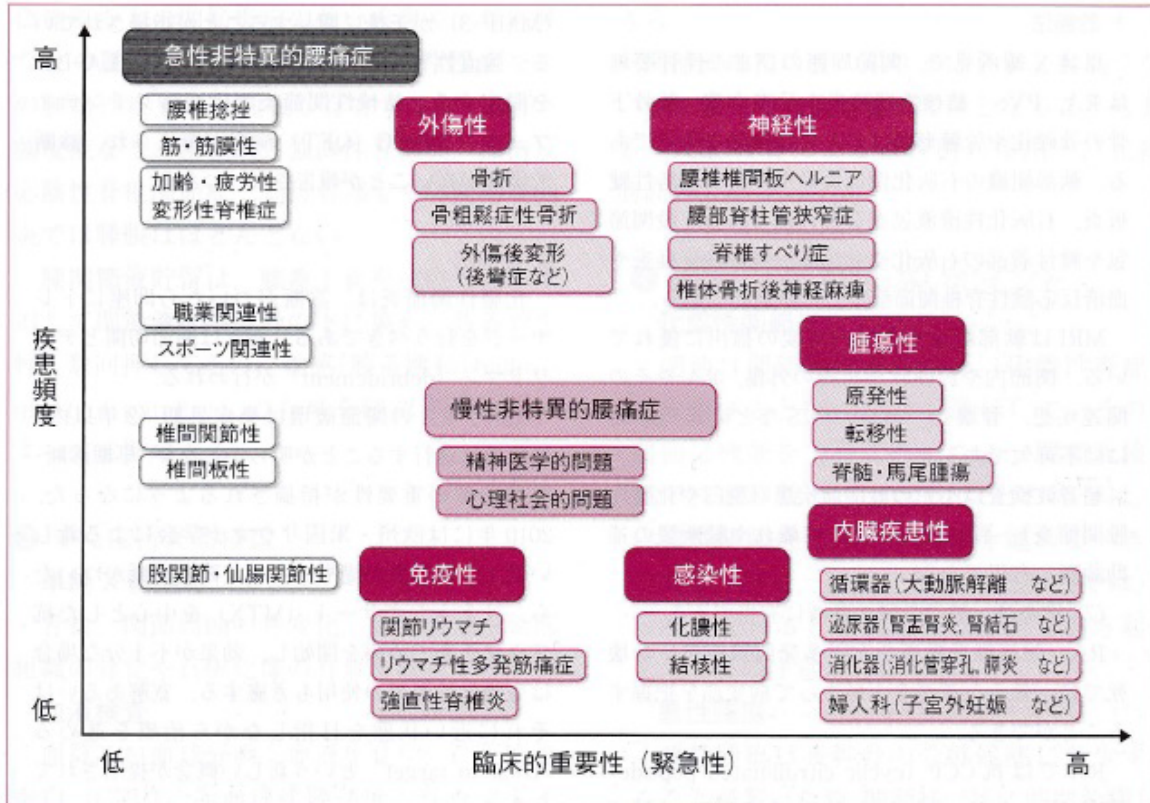 高
疾患頻度
低
急性非特異的腰痛症
腰椎捻挫
筋・筋膜性
加齢・疲労性
変形性脊椎症
職業関連性
スポーツ関連性
椎間関節性
椎間板性
股関節・仙腸関節性
外傷性
骨折
骨粗鬆症性骨折
外傷後変形
(後彎症など)
神経性
腰椎椎間板ヘルニア
腰部脊柱管狭窄症
脊椎すべり症
椎体骨折後神経麻痺
腫瘍性
原発性
転移性
脊髄・馬尾腫瘍
慢性非特異的腰痛症
精神医学的問題
心理社会的問題
免疫性
関節リウマチ
リウマチ性多発筋痛症
強直性脊椎炎
感染性
化膿性
結核性
内臓疾患性
循環器(大動脈解離 など)
泌尿器(腎盂腎炎,腎結石 など)
消化器(消化管穿孔,膵炎 など)
婦人科(子宮外妊娠 など)
低
臨床的重要性(緊急性)
高